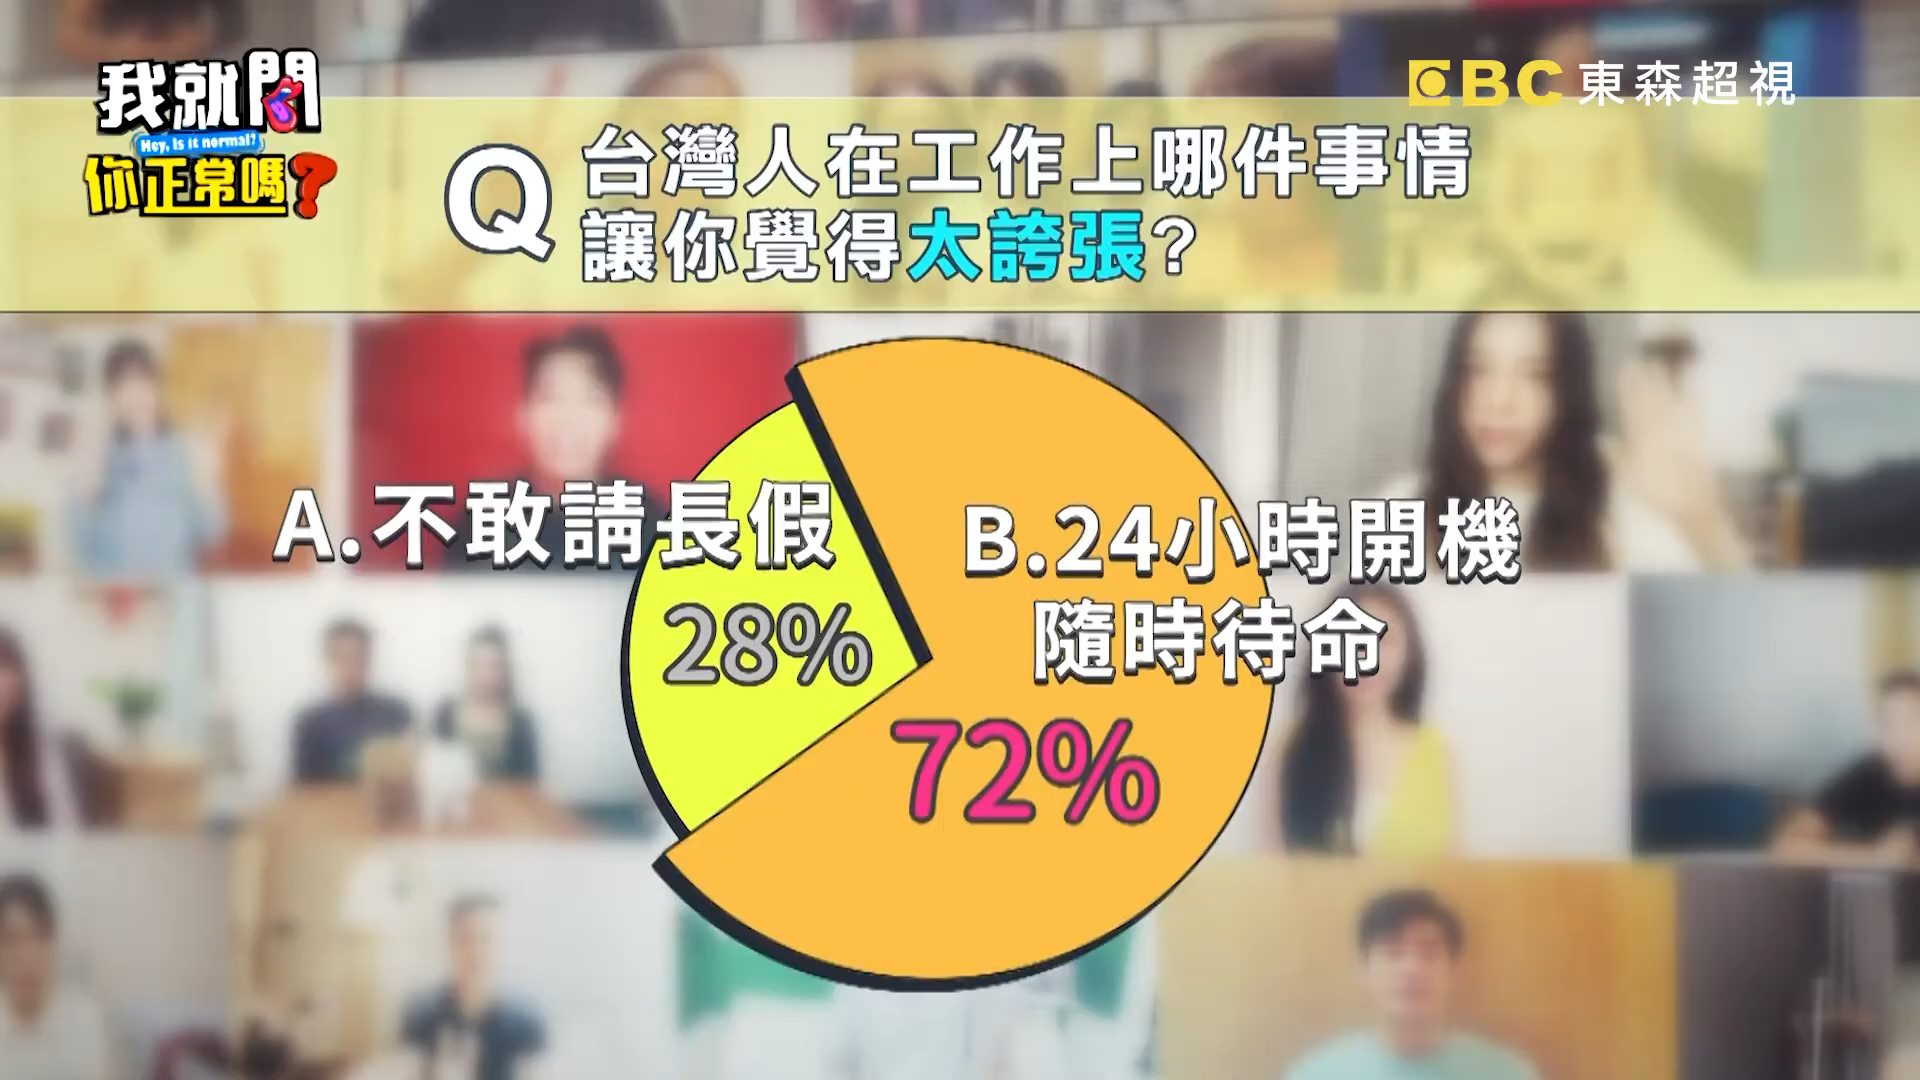 我就問
Hey, Is it normal?
你正常嗎?
EBC 東森超視
Q 台灣人在工作上哪件事情
讓你覺得太誇張?
A.不敢請長假
28%
B.24小時開機
隨時待命
72%